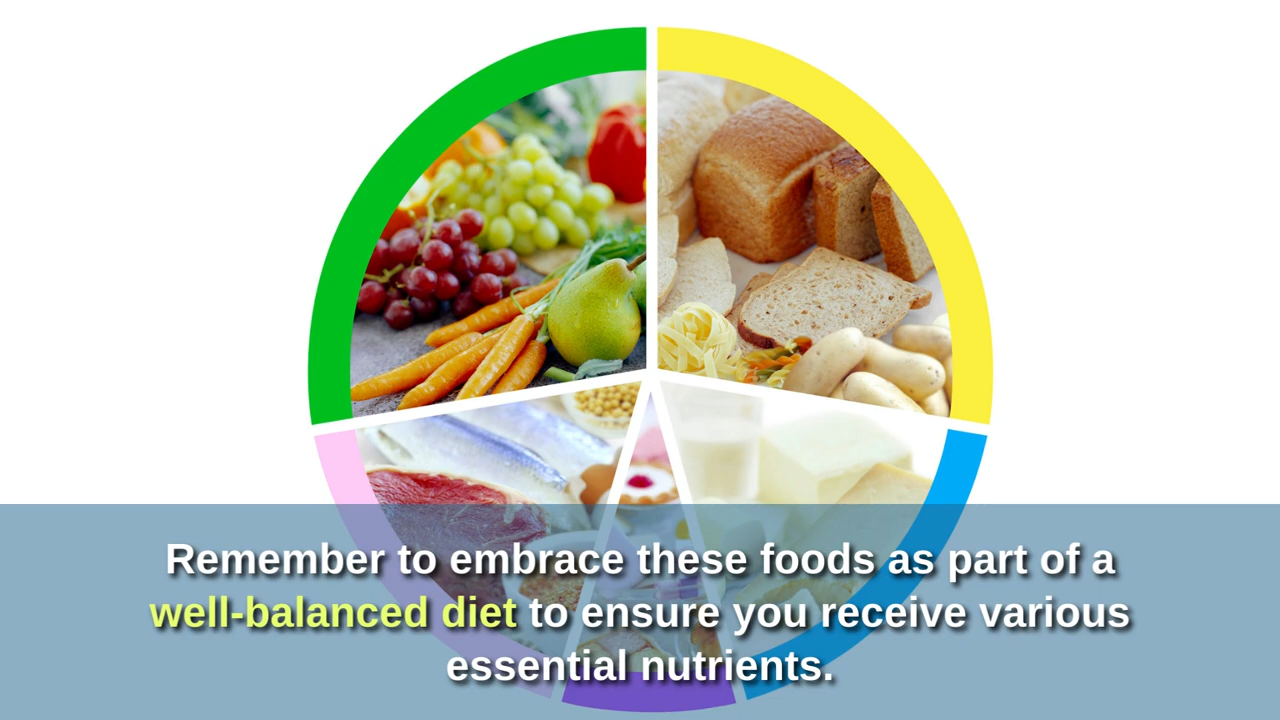 Remember to embrace these foods as part of a
well-balanced diet to ensure you receive various
essential nutrients.